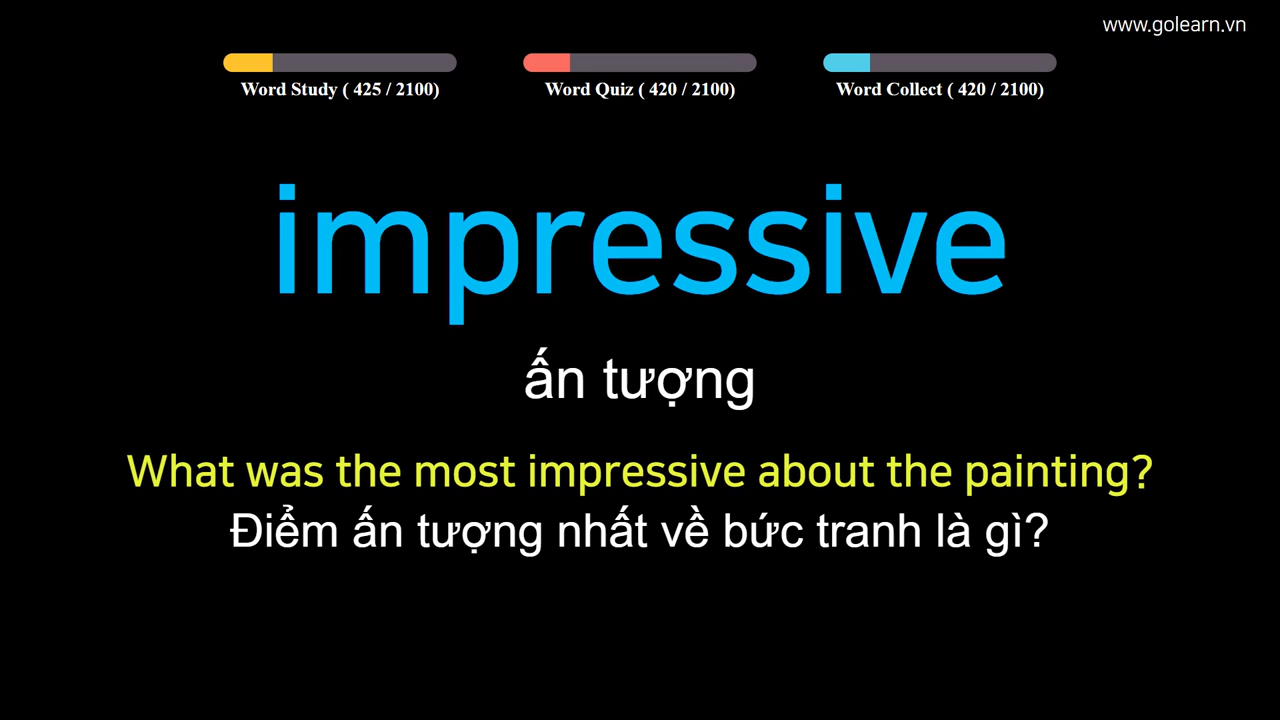 www.golearn.vn
Word Study ( 425 / 2100)
Word Quiz ( 420 / 2100)
Word Collect ( 420 / 2100)
impressive
ấn tượng
What was the most impressive about the painting?
Điểm ấn tượng nhất về bức tranh là gì?